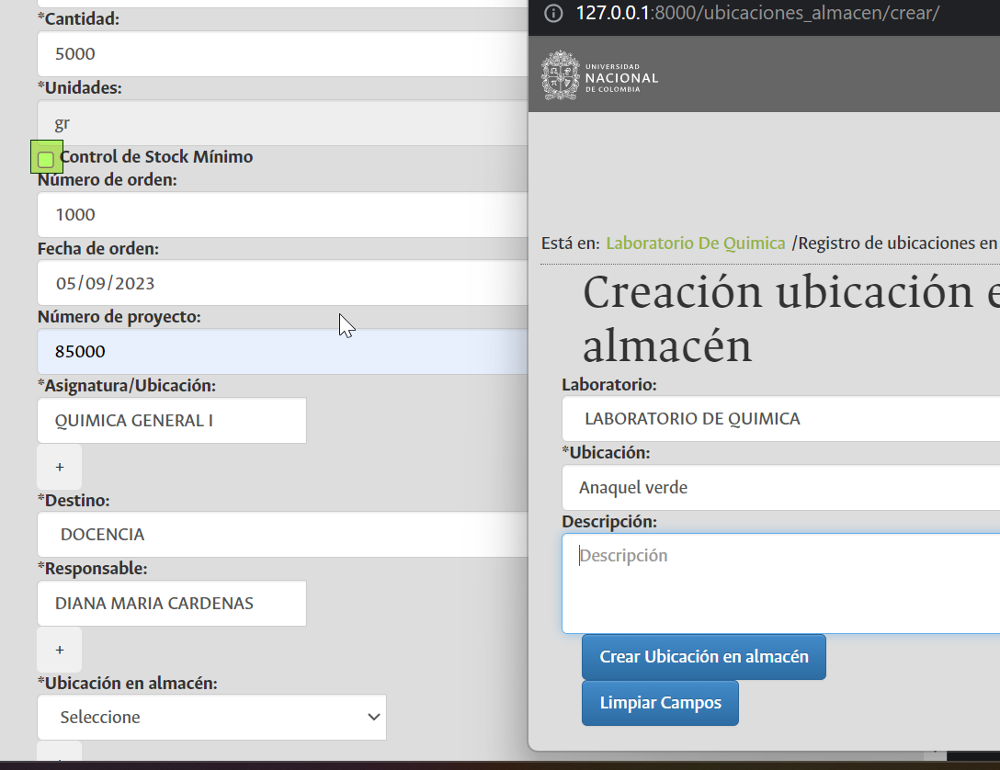 *Cantidad:
5000
*Unidades:
gr
Control de Stock Mínimo
Número de orden:
1000
Fecha de orden:
05/09/2023
Número de proyecto:
85000
*Asignatura/Ubicación:
QUIMICA GENERAL I
+
*Destino:
DOCENCIA
*Responsable:
DIANA MARIA CARDENAS
+
*Ubicación en almacén:
Seleccione
127.0.0.1:8000/ubicaciones_almacen/crear/
UNIVERSIDAD
NACIONAL
DE COLOMBIA
Está en: Laboratorio De Quimica /Registro de ubicaciones en
Creación ubicación e
almacén
Laboratorio:
LABORATORIO DE QUIMICA
*Ubicación:
Anaquel verde
Descripción:
Descripción
Crear Ubicación en almacén
Limpiar Campos